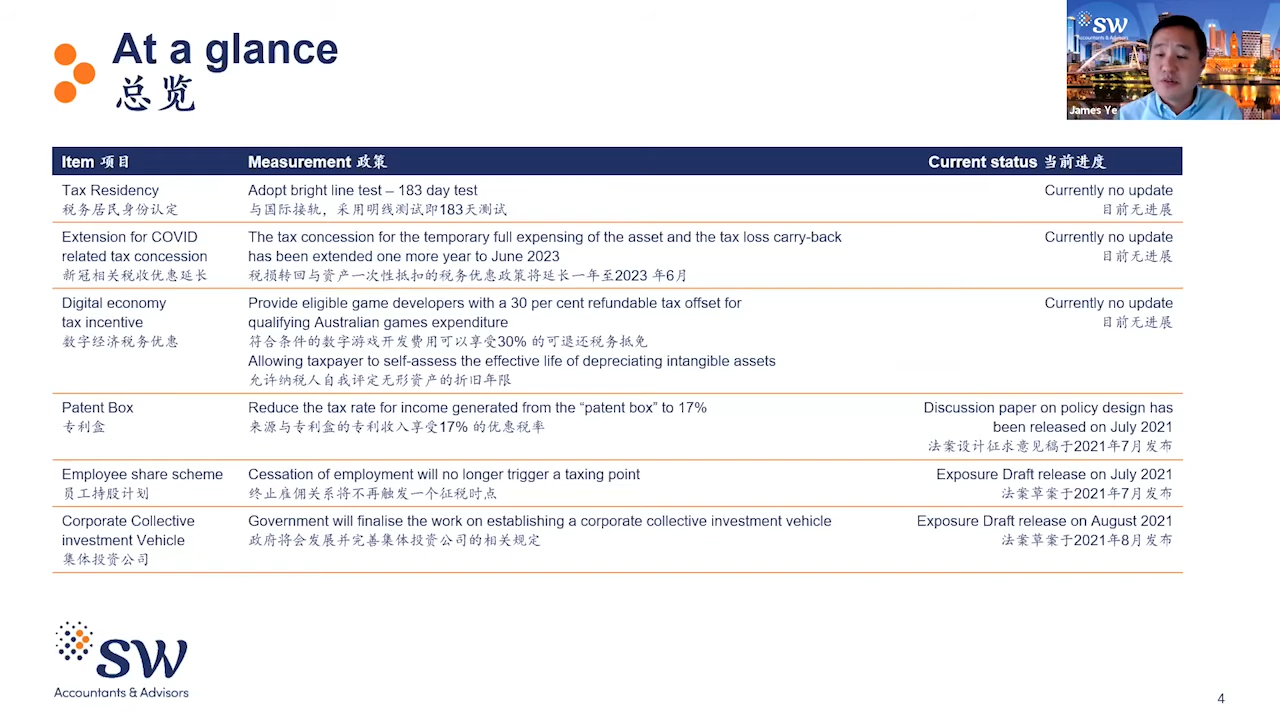 At a glance
总览
SW
Accountants & Advisors
James Ye
Item 项目
Measurement 政策
Current status 当前进度
Tax Residency
税务居民身份认定
Adopt bright line test – 183 day test
与国际接轨，采用明线测试即183天测试
Currently no update
目前无进展
Extension for COVID
related tax concession
新冠相关税收优惠延长
The tax concession for the temporary full expensing of the asset and the tax loss carry-back
has been extended one more year to June 2023
税损转回与资产一次性抵扣的税务优惠政策将延长一年至2023 年6月
Currently no update
目前无进展
Digital economy
tax incentive
数字经济税务优惠
Provide eligible game developers with a 30 per cent refundable tax offset for
qualifying Australian games expenditure
符合条件的数字游戏开发费用可以享受30% 的可退还税务抵免
Allowing taxpayer to self-assess the effective life of depreciating intangible assets
允许纳税人自我评定无形资产的折旧年限
Currently no update
目前无进展
Patent Box
专利盒
Reduce the tax rate for income generated from the “patent box” to 17%
来源与专利盒的专利收入享受17% 的优惠税率
Discussion paper on policy design has
been released on July 2021
法案设计征求意见稿于2021年7月发布
Employee share scheme
员工持股计划
Cessation of employment will no longer trigger a taxing point
终止雇佣关系将不再触发一个征税时点
Exposure Draft release on July 2021
法案草案于2021年7月发布
Corporate Collective
investment Vehicle
集体投资公司
Government will finalise the work on establishing a corporate collective investment vehicle
政府将会发展并完善集体投资公司的相关规定
Exposure Draft release on August 2021
法案草案于2021年8月发布
SW
Accountants & Advisors
4